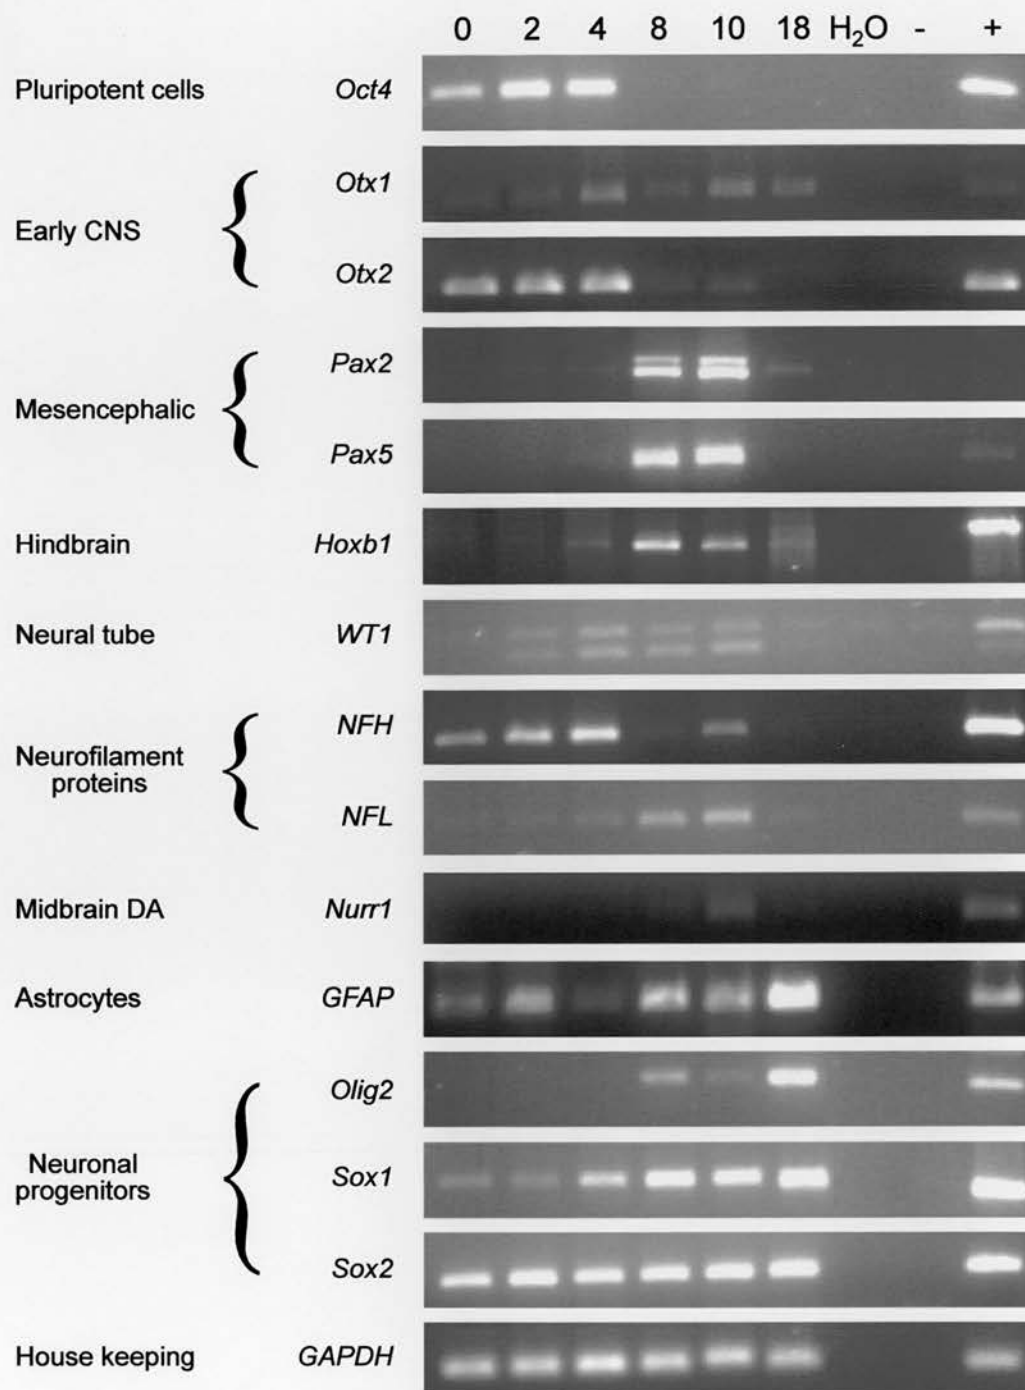 0 2 4 8 10 18 H₂O - +
Pluripotent cells Oct4
Otx1
Early CNS
Otx2
Pax2
Mesencephalic
Pax5
Hindbrain Hoxb1
Neural tube WT1
NFH
Neurofilament
proteins
NFL
Midbrain DA Nurr1
Astrocytes GFAP
Olig2
Neuronal
progenitors
Sox1
Sox2
House keeping GAPDH